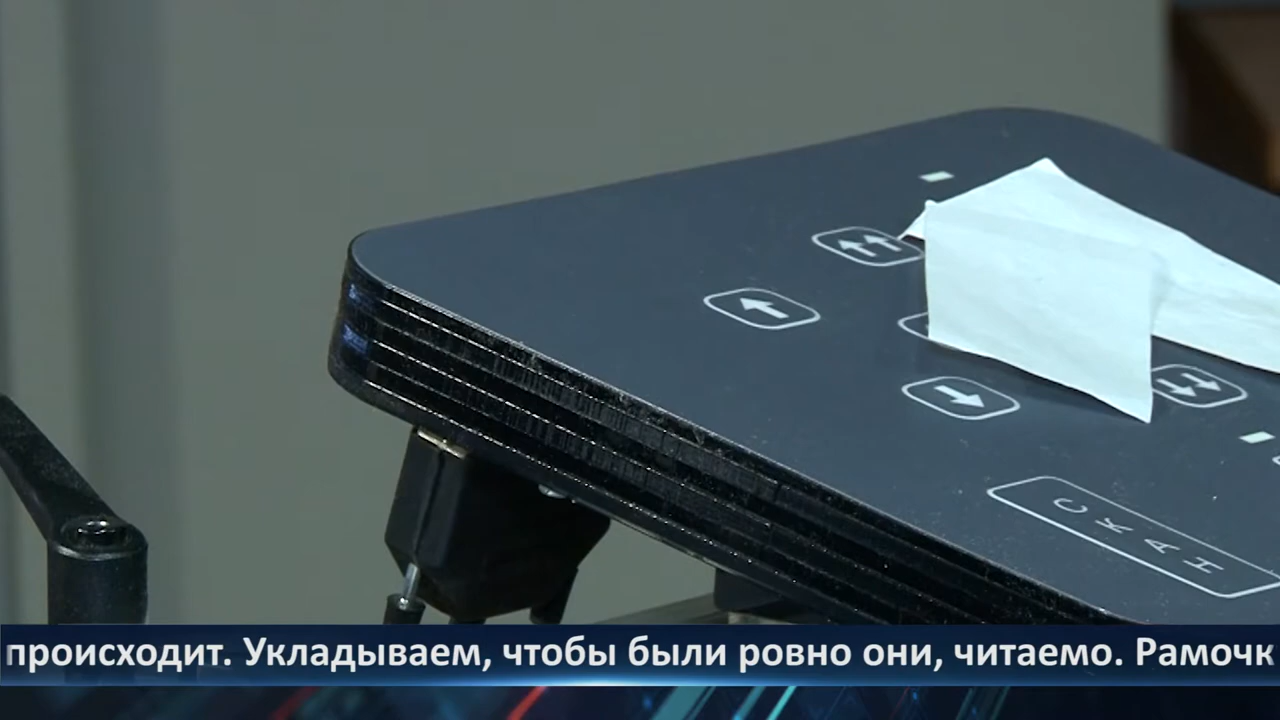 СКАН
происходит. Укладываем, чтобы были ровно они, читаемо. Рамочк